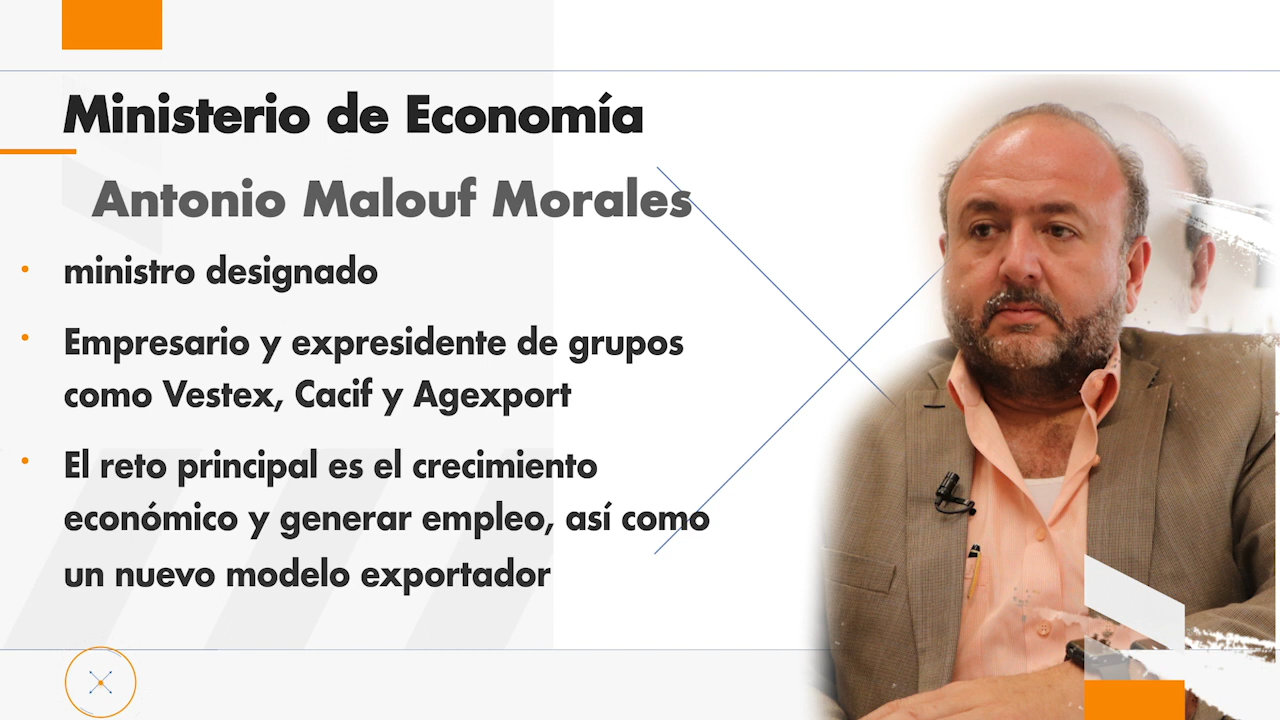 Ministerio de Economía
Antonio Malouf Morales
ministro designado
Empresario y expresidente de grupos
como Vestex, Cacif y Agexport
El reto principal es el crecimiento
económico y generar empleo, así como
un nuevo modelo exportador